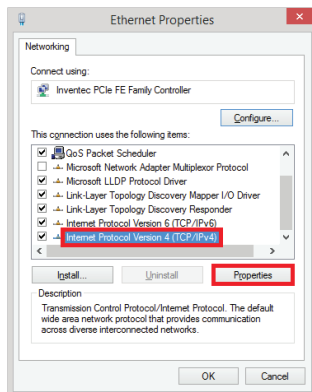 Ethernet Properties
Networking
Connect using:
Inventec PCIe FE Family Controller
Configure...
This connection uses the following items:
QoS Packet Scheduler
Microsoft Network Adapter Multiplexor Protocol
Microsoft LLDP Protocol Driver
Link-Layer Topology Discovery Mapper I/O Driver
Link-Layer Topology Discovery Responder
Internet Protocol Version 6 (TCP/IPv6)
Internet Protocol Version 4 (TCP/IPv4)
Install...
Uninstall
Properties
Description
Transmission Control Protocol/Internet Protocol. The default
wide area network protocol that provides communication
across diverse interconnected networks.
OK
Cancel